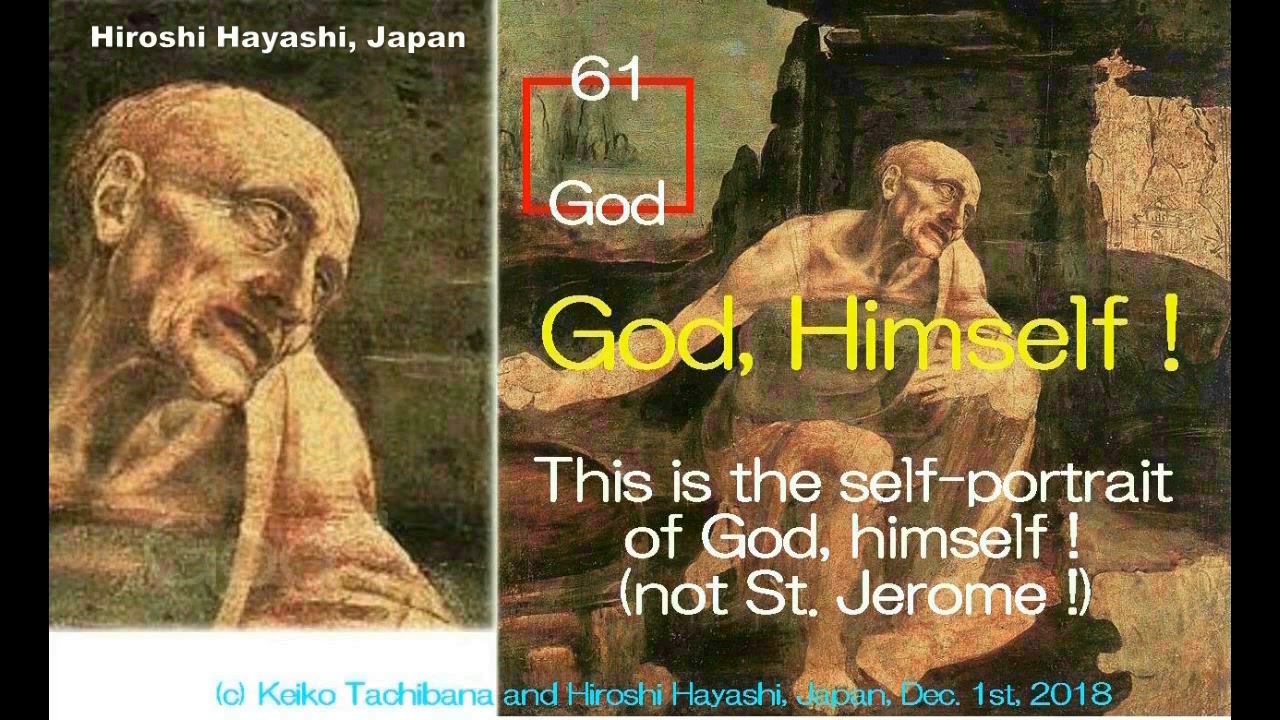 Hiroshi Hayashi, Japan
61
God
God, Himself !
This is the self-portrait
of God, himself !
(not St. Jerome !)
(c) Keiko Tachibana and Hiroshi Hayashi, Japan, Dec. 1st, 2018